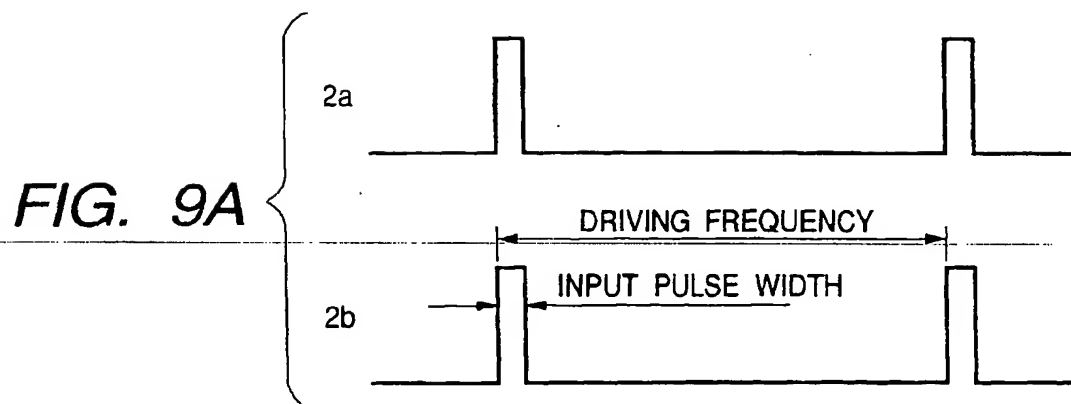 2a
FIG. 9A
DRIVING FREQUENCY
INPUT PULSE WIDTH
2b